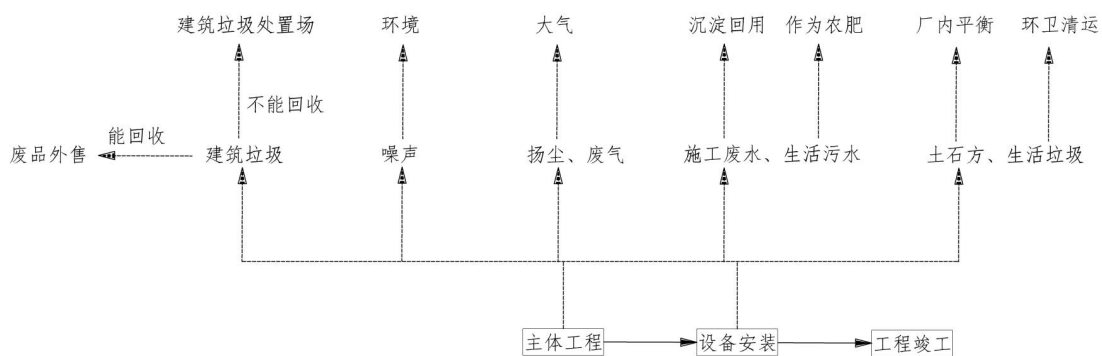 建筑垃圾处置场 环境 大气 沉淀回用 作为农肥 厂内平衡 环卫清运
不能回收
能回收
废品外售 建筑垃圾 噪声 扬尘、废气 施工废水、生活污水 土石方、生活垃圾
主体工程 设备安装 工程竣工